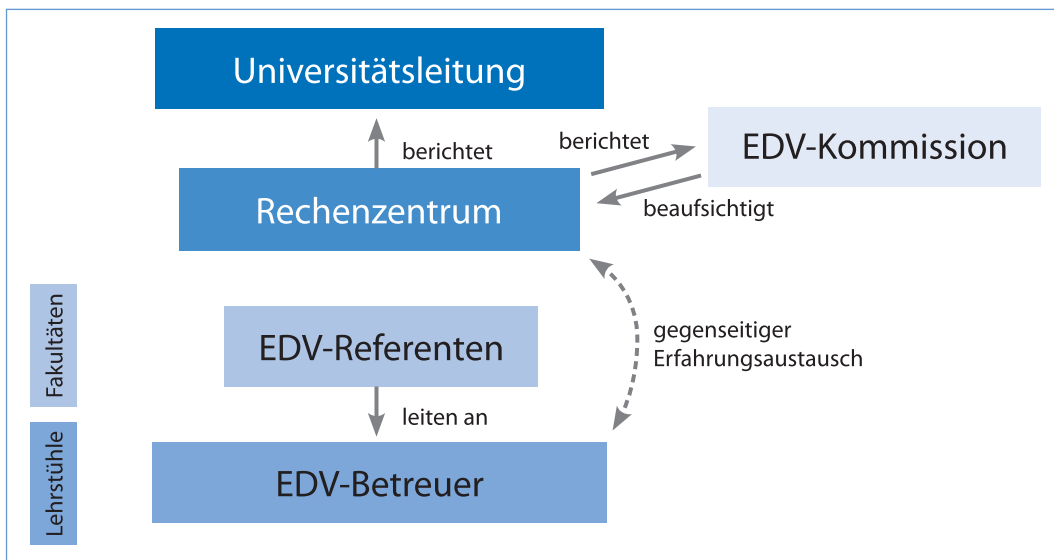 Universitätsleitung
berichtet
berichtet
EDV-Kommission
Rechenzentrum
beaufsichtigt
Fakultäten
EDV-Referenten
gegenseitiger
Erfahrungsaustausch
leiten an
Lehrstühle
EDV-Betreuer